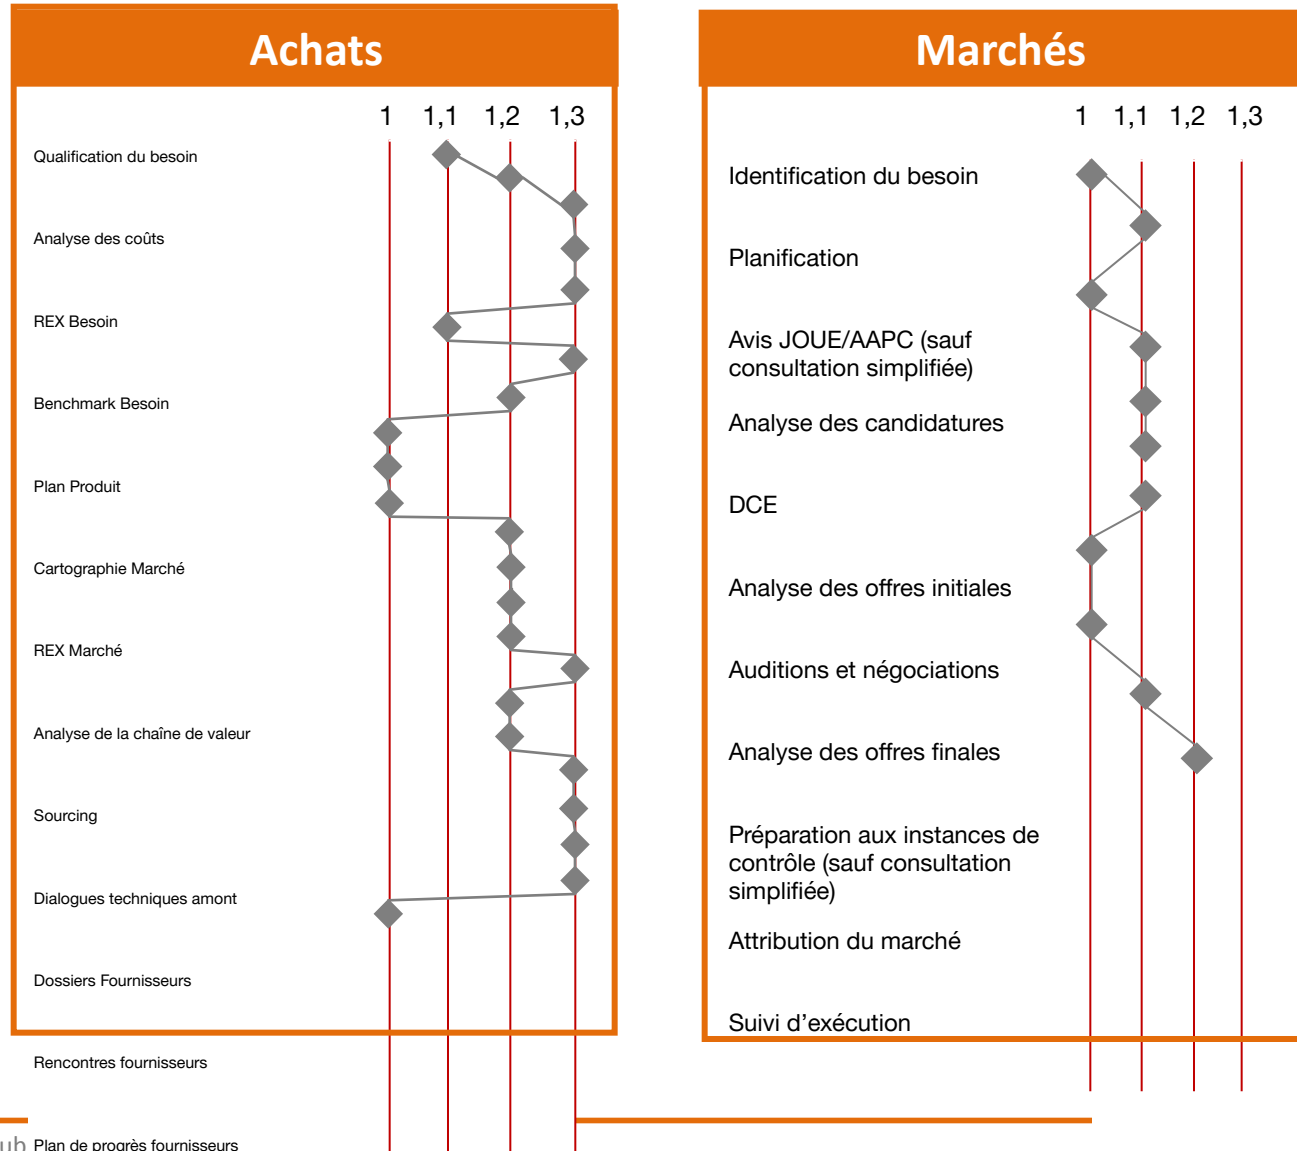 Achats
1 1,1 1,2 1,3
Qualification du besoin
Analyse des coûts
REX Besoin
Benchmark Besoin
Plan Produit
Cartographie Marché
REX Marché
Analyse de la chaîne de valeur
Sourcing
Dialogues techniques amont
Dossiers Fournisseurs
Rencontres fournisseurs
Plan de progrès fournisseurs
Marchés
1 1,1 1,2 1,3
Identification du besoin
Planification
Avis JOUE/AAPC (sauf
consultation simplifiée)
Analyse des candidatures
DCE
Analyse des offres initiales
Auditions et négociations
Analyse des offres finales
Préparation aux instances de
contrôle (sauf consultation
simplifiée)
Attribution du marché
Suivi d’exécution